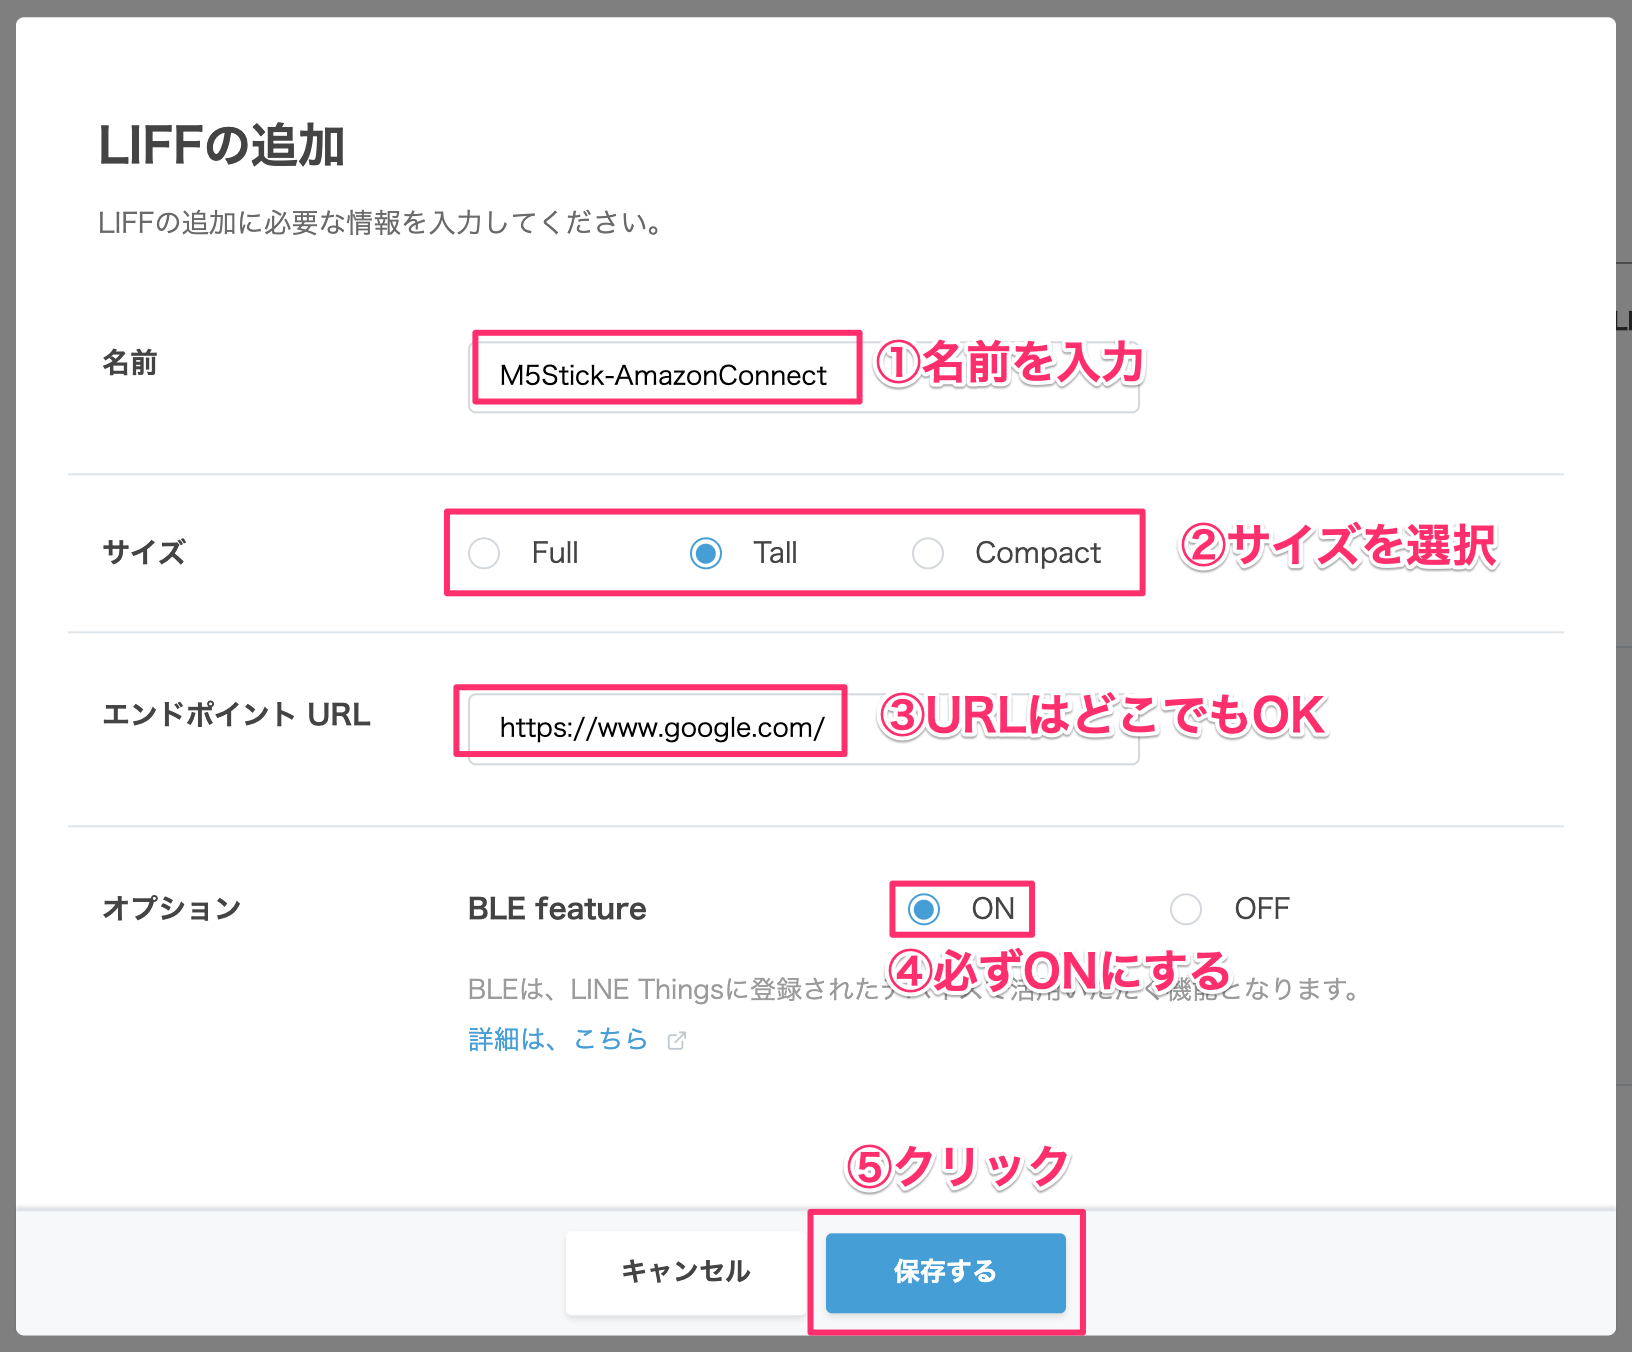 LIFFの追加
LIFFの追加に必要な情報を入力してください。
名前
M5Stick-AmazonConnect
①名前を入力
サイズ
Full
Tall
Compact
②サイズを選択
エンドポイント URL
https://www.google.com/
③URLはどこでもOK
オプション
BLE feature
ON
OFF
④必ずONにする
BLEは、LINE Thingsに登録された
機能となります。
詳細は、こちら
⑤クリック
キャンセル
保存する